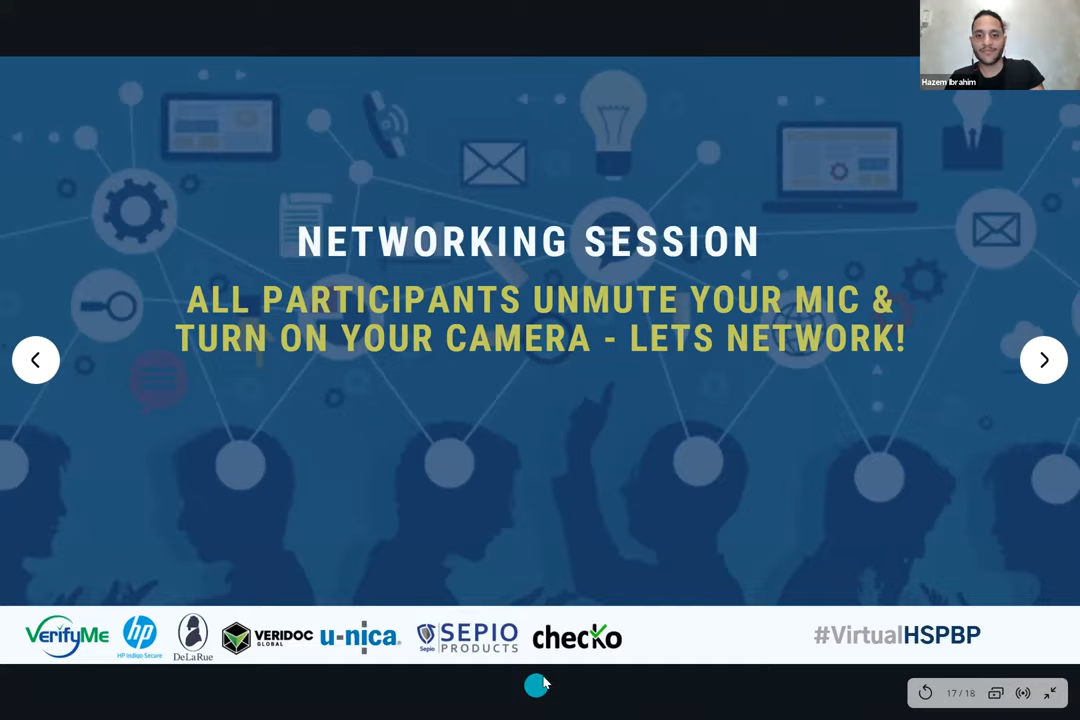 Hazem Ibrahim
NETWORKING SESSION
ALL PARTICIPANTS UNMUTE YOUR MIC &
TURN ON YOUR CAMERA - LETS NETWORK!
VerifyMe
hp
HP Indigo Secure
DeLaRue
VERIDOC
GLOBAL
u-nica
Sepio
SEPIO
PRODUCTS
checko
#VirtualHSPBP
17 / 18